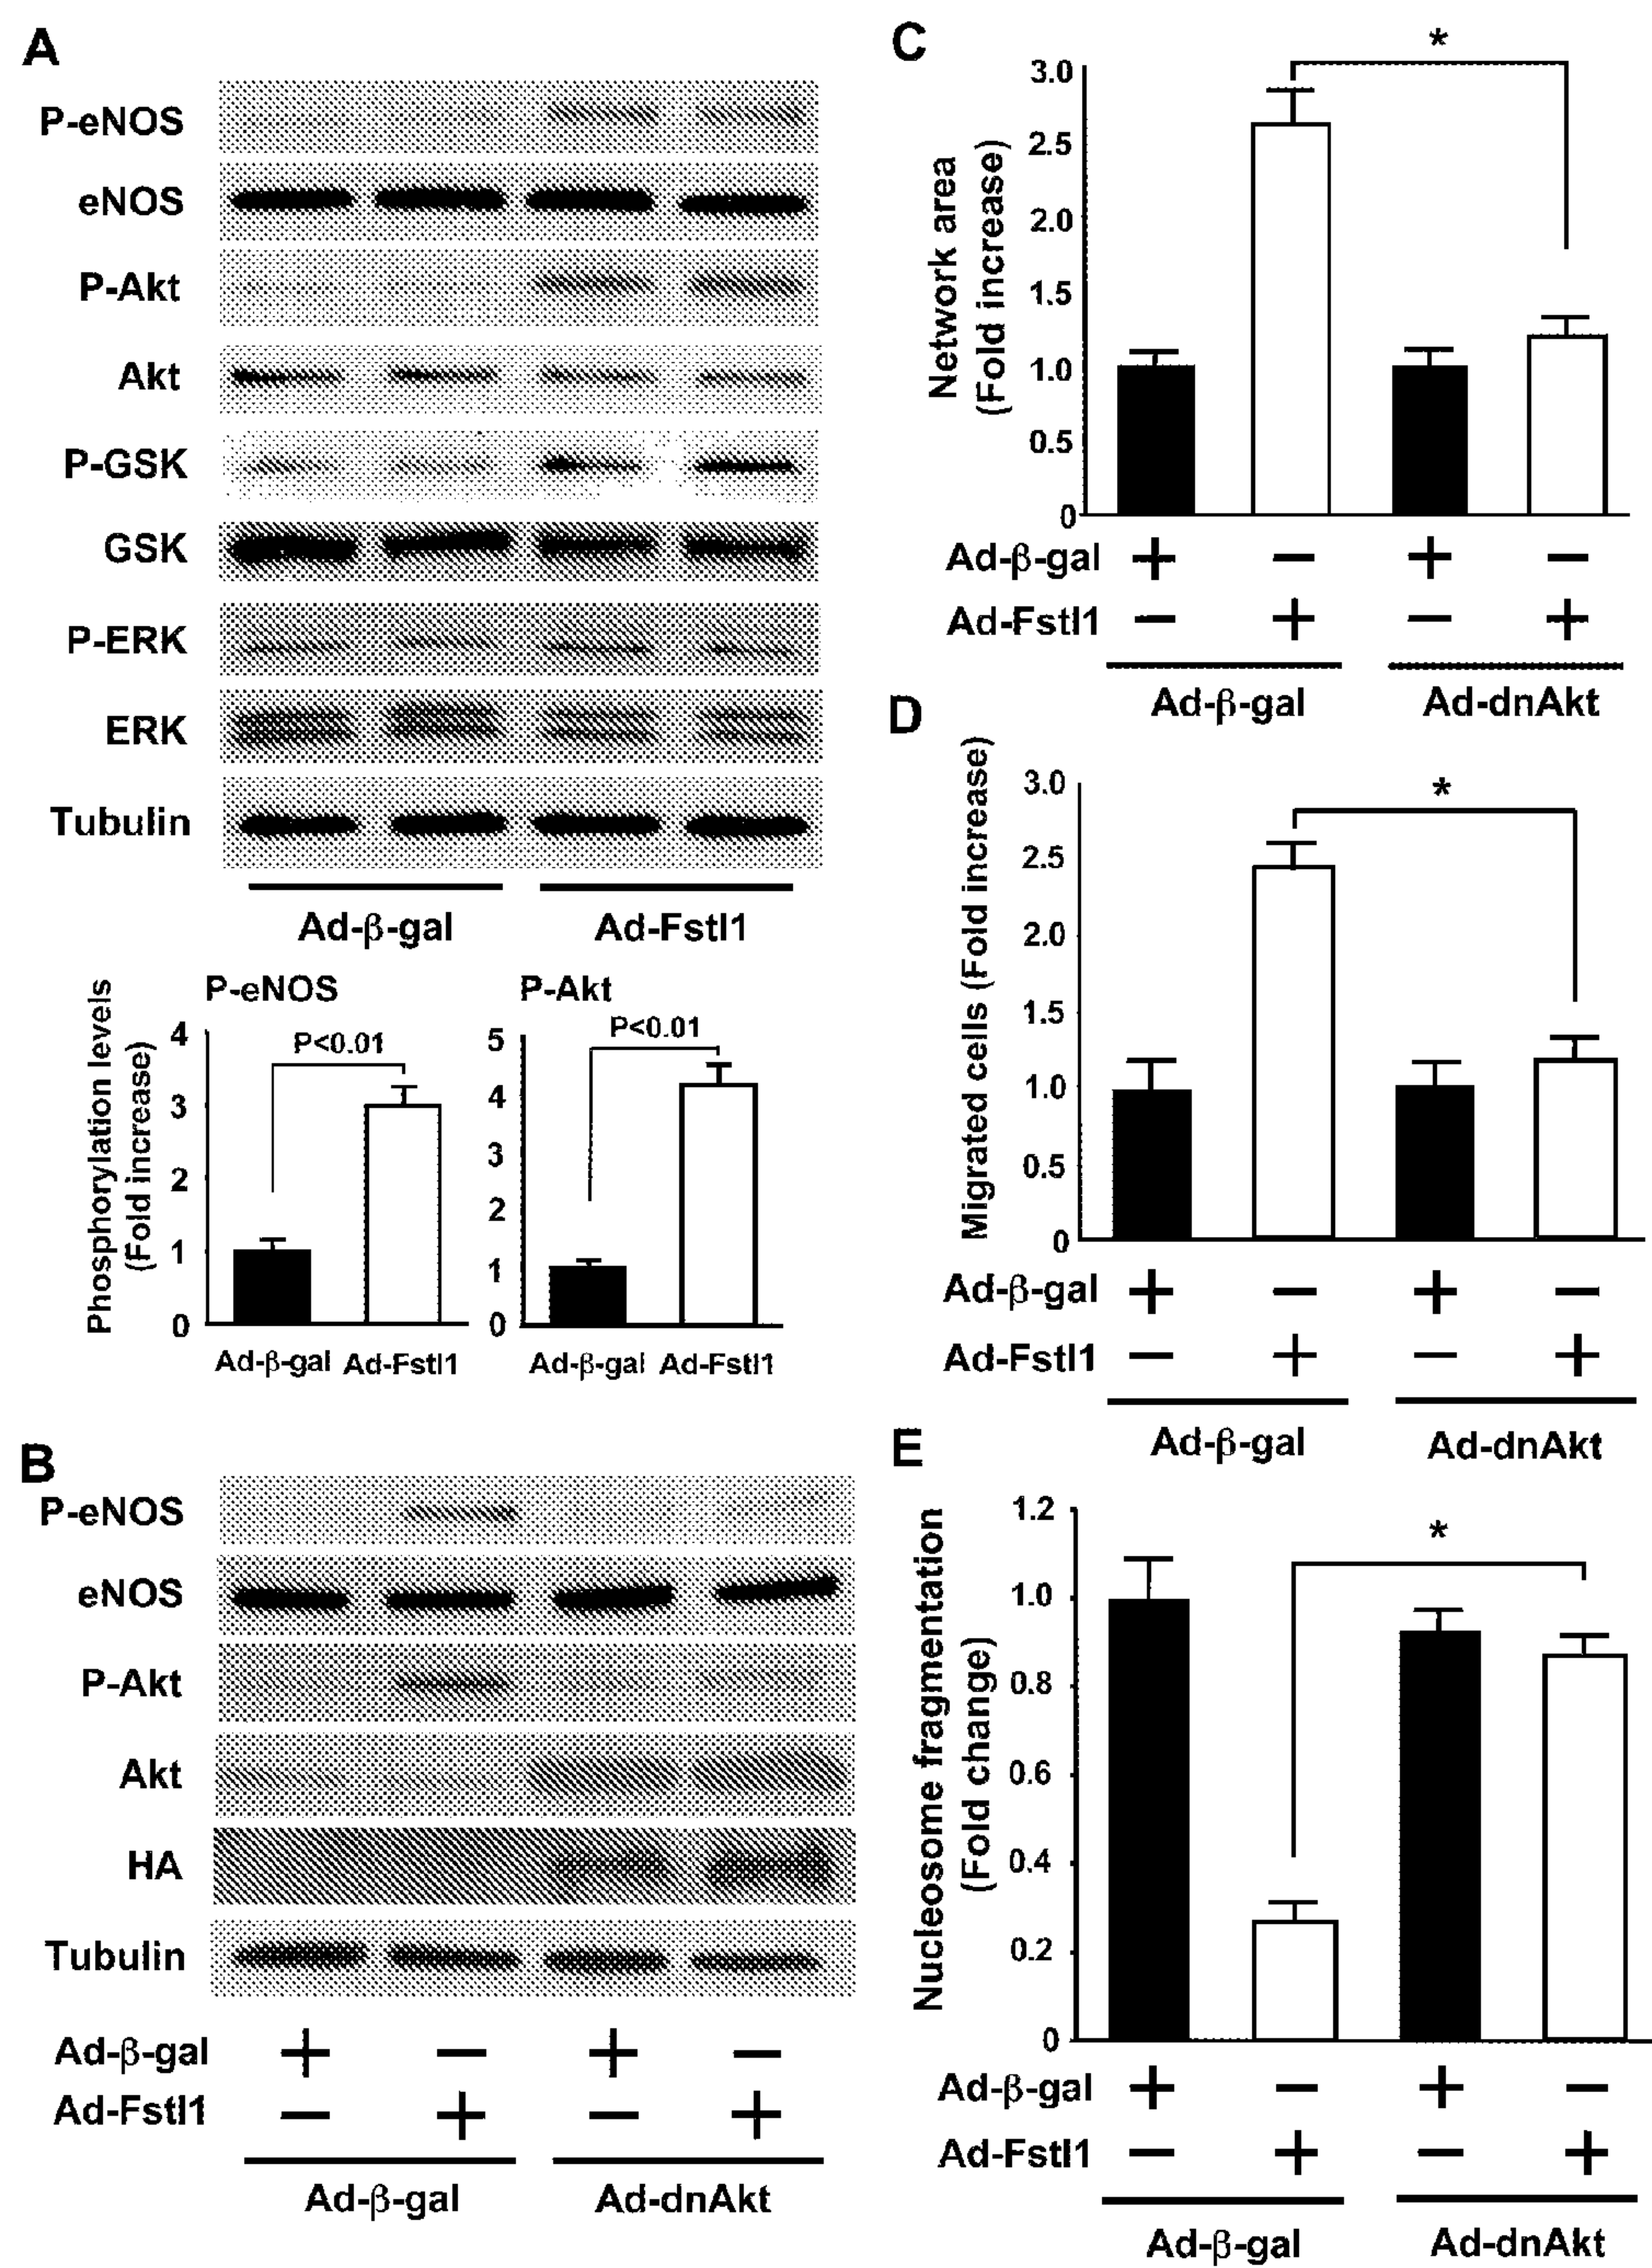 A
P-eNOS
eNOS
P-Akt
Akt
P-GSK
GSK
P-ERK
ERK
Tubulin
Ad-β-gal Ad-Fstl1
P-eNOS P-Akt
Phosphorylation levels
(Fold increase)
4
3
2
1
0
P<0.01
Ad-β-gal Ad-Fstl1
5
4
3
2
1
0
P<0.01
Ad-β-gal Ad-Fstl1
B
P-eNOS
eNOS
P-Akt
Akt
HA
Tubulin
Ad-β-gal + − + −
Ad-Fstl1 − + − +
Ad-β-gal Ad-dnAkt
C
Network area
(Fold increase)
3.0
2.5
2.0
1.5
1.0
0.5
0
*
Ad-β-gal + − + −
Ad-Fstl1 − + − +
Ad-β-gal Ad-dnAkt
D
Migrated cells (Fold increase)
3.0
2.5
2.0
1.5
1.0
0.5
0
*
Ad-β-gal + − + −
Ad-Fstl1 − + − +
Ad-β-gal Ad-dnAkt
E
Nucleosome fragmentation
(Fold change)
1.2
1.0
0.8
0.6
0.4
0.2
0
*
Ad-β-gal + − + −
Ad-Fstl1 − + − +
Ad-β-gal Ad-dnAkt